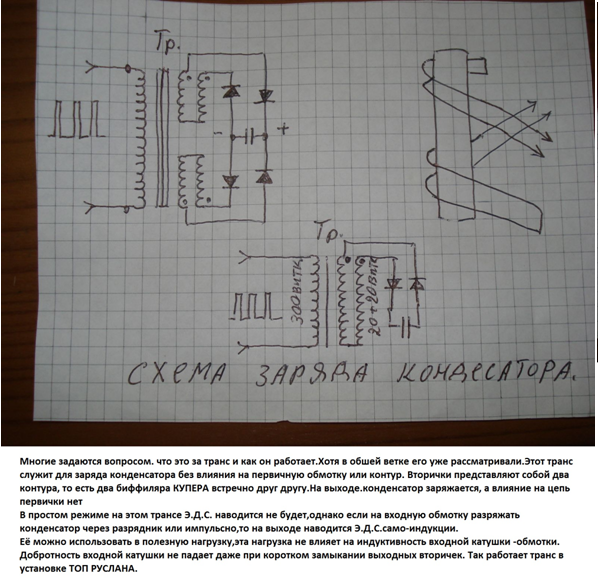 Тр.
-
+
Тр.
300витк.
20+20витк
СХЕМА ЗАРЯДА КОНДЕСАТОРА.
Многие задаются вопросом. что это за транс и как он работает.Хотя в обшей ветке его уже рассматривали.Этот транс
служит для заряда конденсатора без влияния на первичную обмотку или контур. Вторички представляют собой два
контура, то есть два биффиляра КУПЕРА встречно друг другу.На выходе.конденсатор заряжается, а влияние на цепь
первички нет
В простом режиме на этом трансе Э.Д.С. наводится не будет,однако если на входную обмотку разряжать
конденсатор через разрядник или импульсно,то на выходе наводится Э.Д.С.само-индукции.
Её можно использовать в полезную нагрузку,эта нагрузка не влияет на индуктивность входной катушки -обмотки.
Добротность входной катушки не падает даже при коротком замыкании выходных вторичек. Так работает транс в
установке ТОП РУСЛАНА.